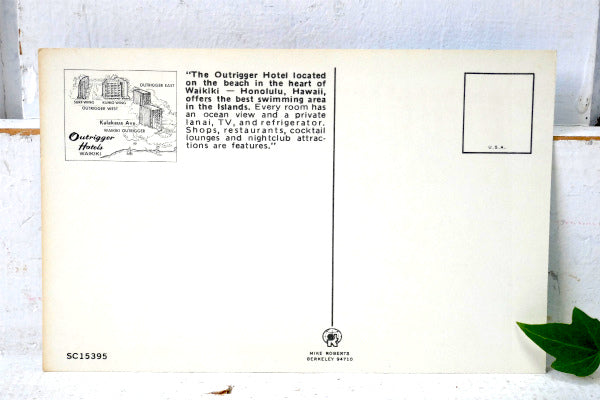 OUTRIGGER EAST
SURF WING
KUHIO WING
OUTRIGGER WEST
Kalakaua Ave.
WAIKIKI OUTRIGGER
Outrigger
Hotels
WAIKIKI
"The Outrigger Hotel located
on the beach in the heart of
Waikiki — Honolulu, Hawaii,
offers the best swimming area
in the Islands. Every room has
an ocean view and a private
lanai, TV, and refrigerator.
Shops, restaurants, cocktail
lounges and nightclub attrac-
tions are features."
U.S.A.
SC15395
MIKE ROBERTS
BERKELEY 94710